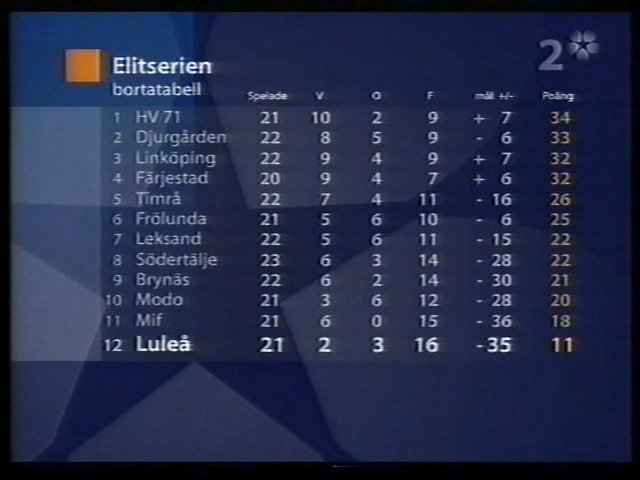 2
Elitserien
bortatabell
Spelade V O F mål +/- Poäng
1 HV 71 21 10 2 9 + 7 34
2 Djurgården 22 8 5 9 - 6 33
3 Linköping 22 9 4 9 + 7 32
4 Färjestad 20 9 4 7 + 6 32
5 Timrå 22 7 4 11 - 16 26
6 Frölunda 21 5 6 10 - 6 25
7 Leksand 22 5 6 11 - 15 22
8 Södertälje 23 6 3 14 - 28 22
9 Brynäs 22 6 2 14 - 30 21
10 Modo 21 3 6 12 - 28 20
11 Mif 21 6 0 15 - 36 18
12 Luleå 21 2 3 16 -35 11